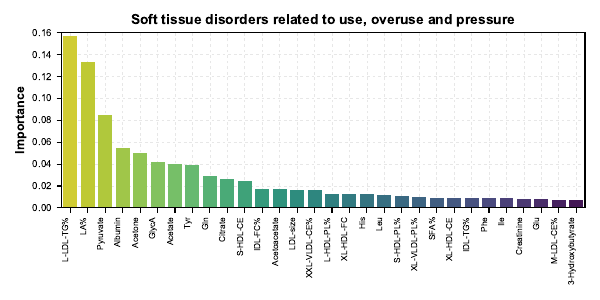 Soft tissue disorders related to use, overuse and pressure
Importance
0.16
0.14
0.12
0.10
0.08
0.06
0.04
0.02
0.00
L-LDL-TG%
LA%
Pyruvate
Albumin
Acetone
GlycA
Acetate
Tyr
Gln
Citrate
S-HDL-CE
IDL-FC%
Acetoacetate
LDL-size
XXL-VLDL-CE%
L-HDL-PL%
XL-HDL-FC
His
Leu
S-HDL-PL%
XL-VLDL-PL%
SFA%
XL-HDL-CE
IDL-TG%
Phe
Ile
Creatinine
Glu
M-LDL-CE%
3-Hydroxybutyrate